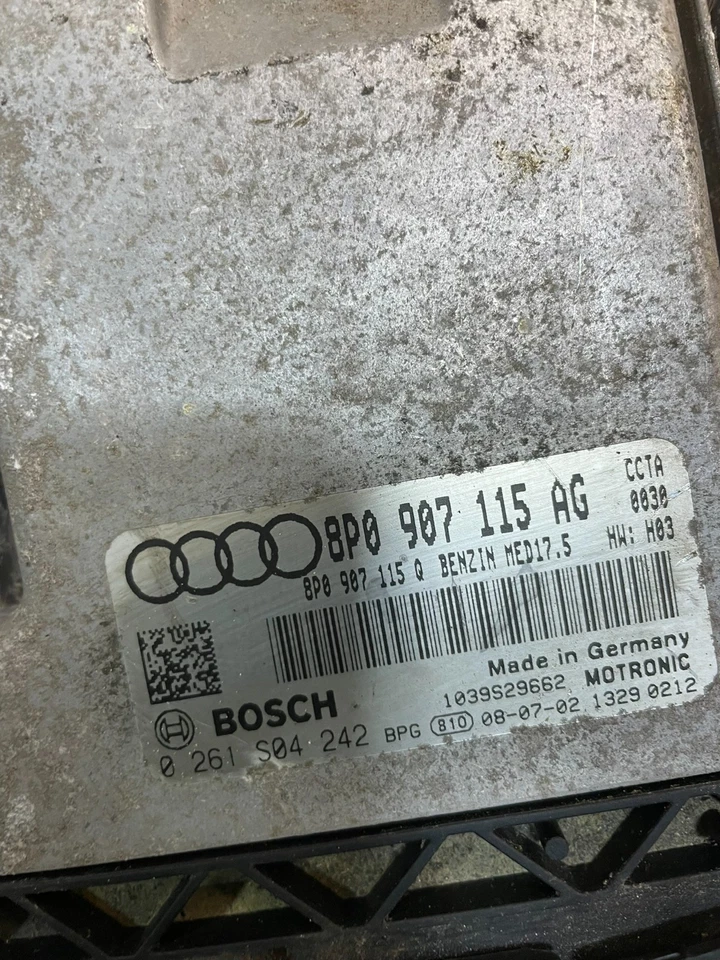 8P0 907 115 AG
CCTA
0030
8P0 907 115 Q BENZIN MED17.5
HW: H03
Made in Germany
BOSCH
1039S29662 MOTRONIC
0 261 S04 242 BPG 810 08-07-02 1329 0212